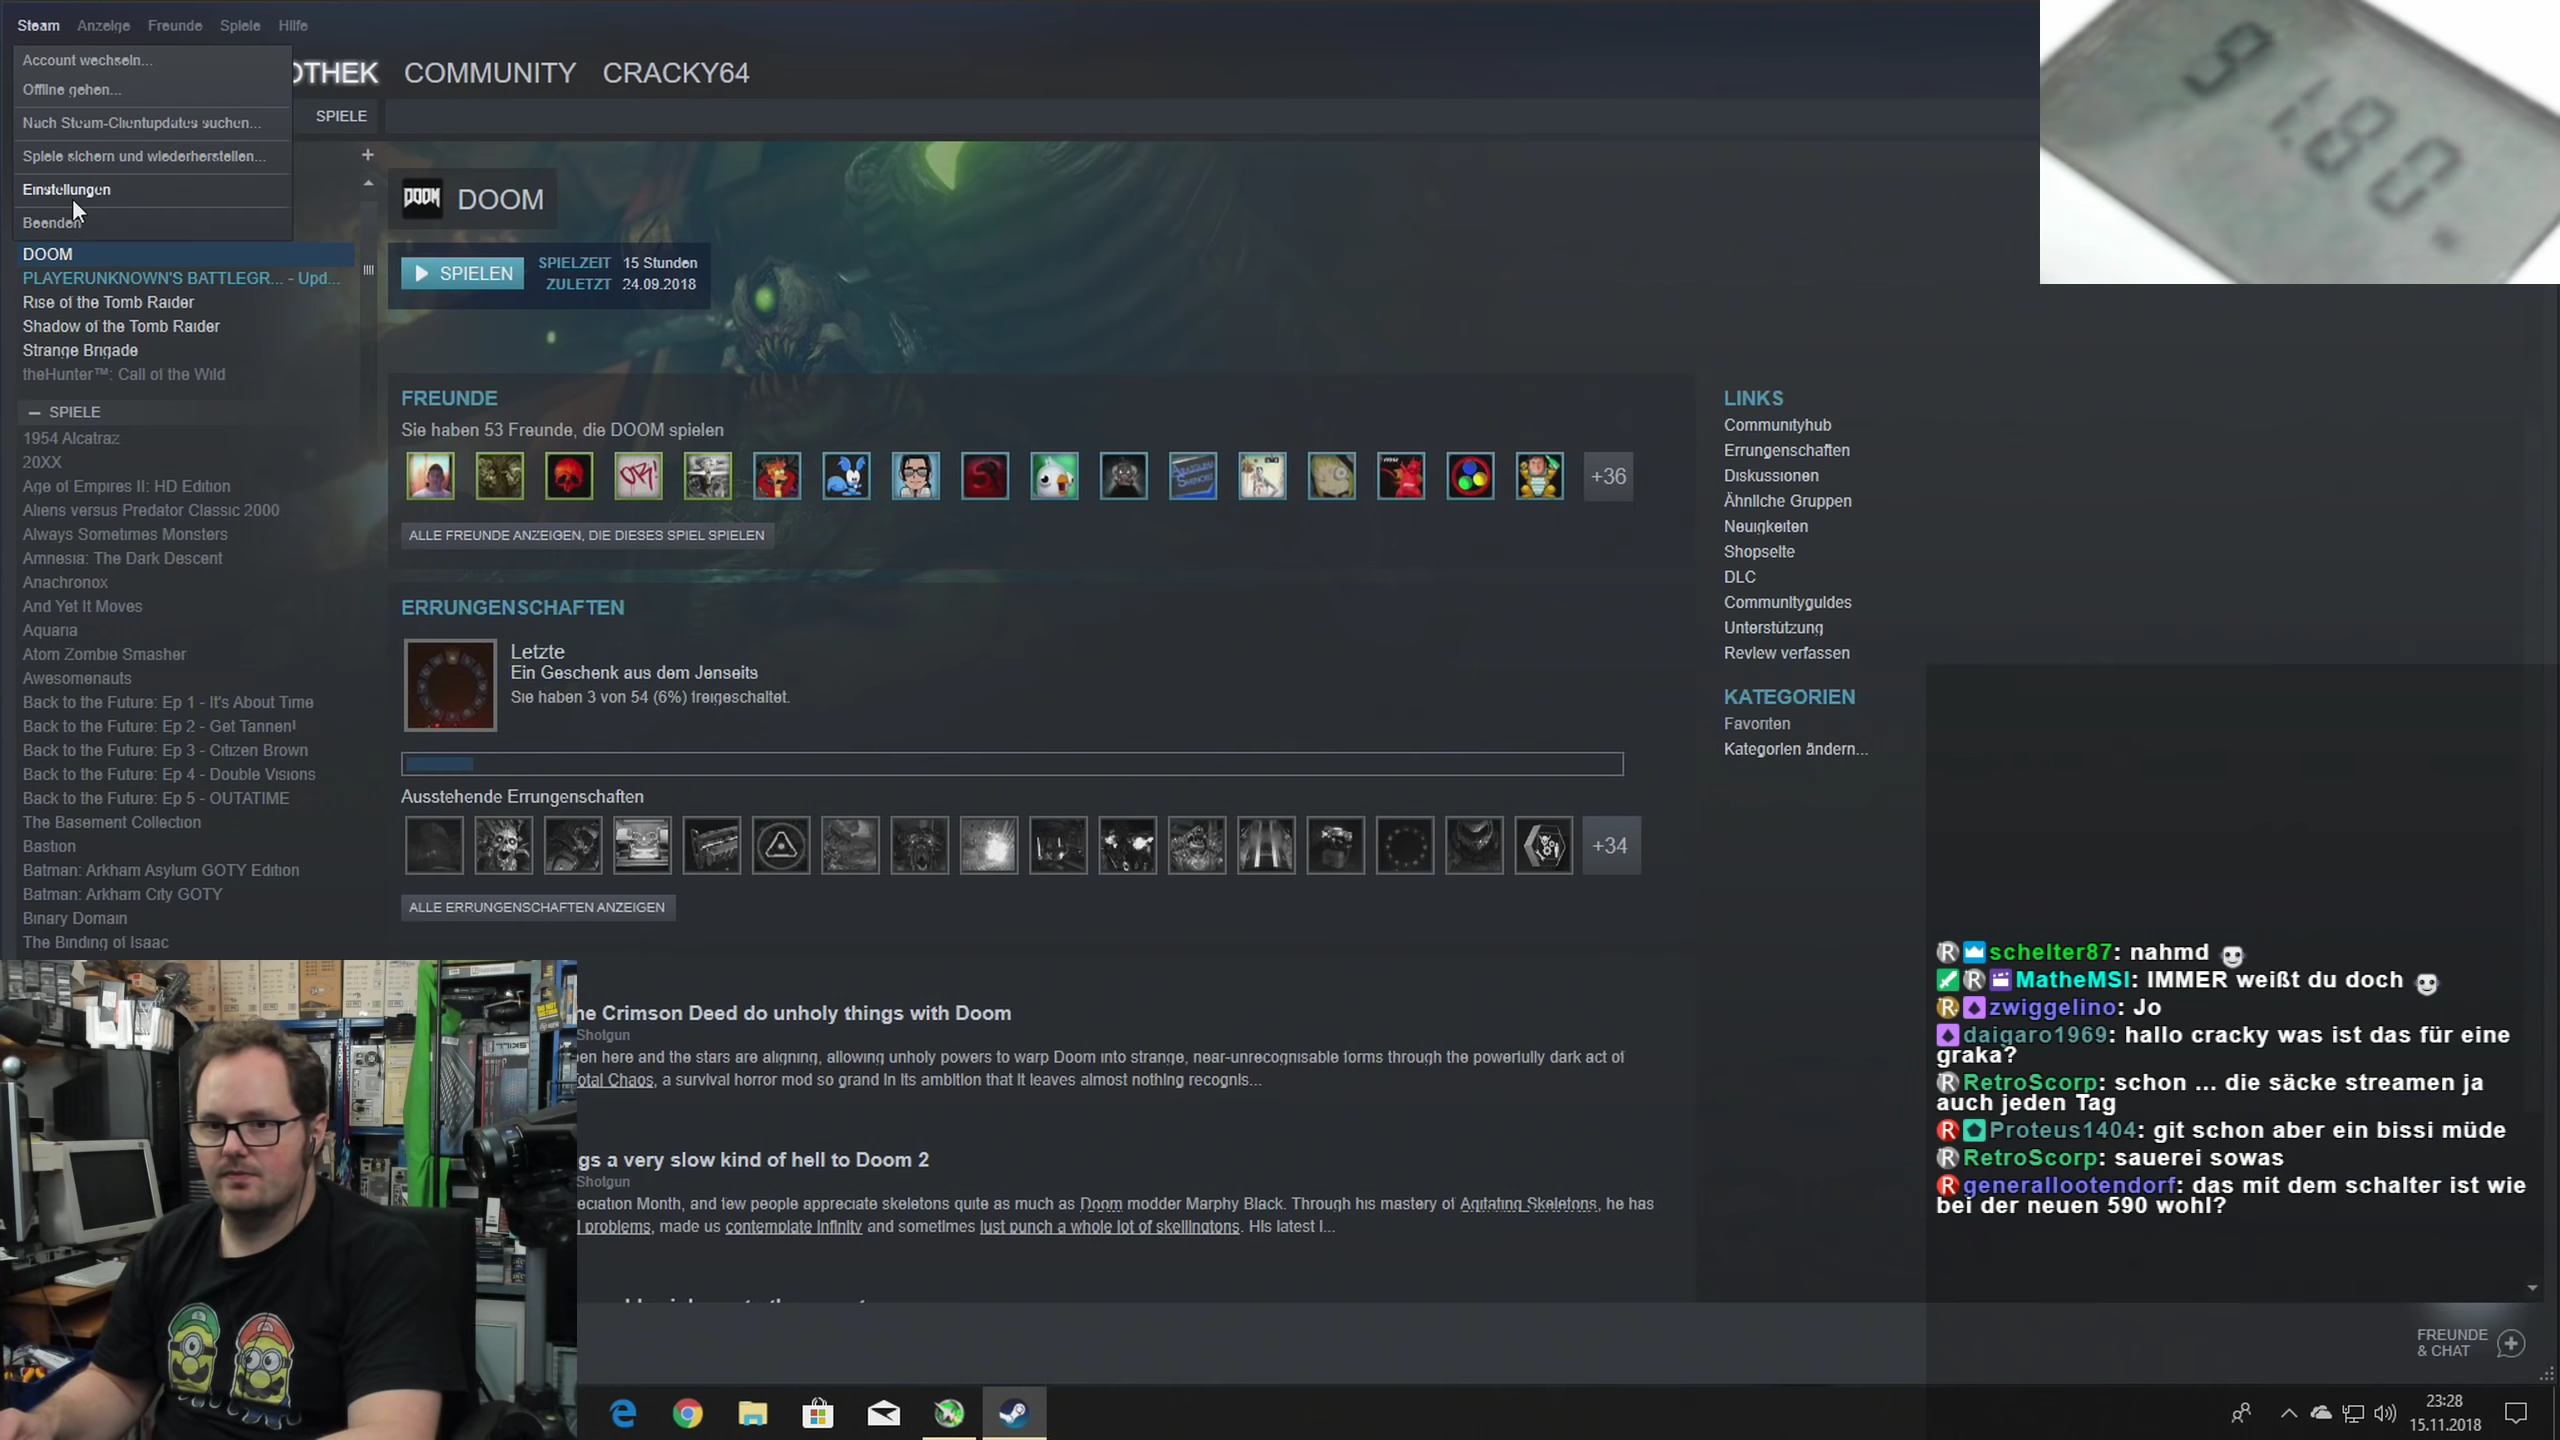 Steam Anzeige Freunde Spiele Hilfe
Account wechseln...
OTHEK COMMUNITY CRACKY64
Offline gehen...
Nach Steam-Clientupdates suchen...
SPIELE
Spiele sichern und wiederherstellen...
+
Einstellungen
Beenden
DOOM
DOOM
DOOM
PLAYERUNKNOWN'S BATTLEGR... - Upd...
Rise of the Tomb Raider
Shadow of the Tomb Raider
Strange Brigade
theHunter™: Call of the Wild
SPIELEN
SPIELZEIT 15 Stunden
ZULETZT 24.09.2018
91.80
FREUNDE
Sie haben 53 Freunde, die DOOM spielen
+36
ALLE FREUNDE ANZEIGEN, DIE DIESES SPIEL SPIELEN
ERRUNGENSCHAFTEN
Letzte
Ein Geschenk aus dem Jenseits
Sie haben 3 von 54 (6%) freigeschaltet.
Ausstehende Errungenschaften
+34
ALLE ERRUNGENSCHAFTEN ANZEIGEN
LINKS
Communityhub
Errungenschaften
Diskussionen
Ähnliche Gruppen
Neuigkeiten
Shopseite
DLC
Communityguides
Unterstützung
Review verfassen
KATEGORIEN
Favoriten
Kategorien ändern...
– SPIELE
1954 Alcatraz
20XX
Age of Empires II: HD Edition
Aliens versus Predator Classic 2000
Always Sometimes Monsters
Amnesia: The Dark Descent
Anachronox
And Yet It Moves
Aquaria
Atom Zombie Smasher
Awesomenauts
Back to the Future: Ep 1 - It's About Time
Back to the Future: Ep 2 - Get Tannen!
Back to the Future: Ep 3 - Citizen Brown
Back to the Future: Ep 4 - Double Visions
Back to the Future: Ep 5 - OUTATIME
The Basement Collection
Bastion
Batman: Arkham Asylum GOTY Edition
Batman: Arkham City GOTY
Binary Domain
The Binding of Isaac
he Crimson Deed do unholy things with Doom
Shotgun
en here and the stars are aligning, allowing unholy powers to warp Doom into strange, near-unrecognisable forms through the powerfully dark act of
otal Chaos, a survival horror mod so grand in its ambition that it leaves almost nothing recognis...
gs a very slow kind of hell to Doom 2
Shotgun
eciation Month, and few people appreciate skeletons quite as much as Doom modder Marphy Black. Through his mastery of Agitating Skeletons, he has
l problems, made us contemplate infinity and sometimes just punch a whole lot of skellingtons. His latest i...
schelter87: nahmd
MatheMSI: IMMER weißt du doch
zwiggelino: Jo
daigaro1969: hallo cracky was ist das für eine
graka?
RetroScorp: schon ... die säcke streamen ja
auch jeden Tag
Proteus1404: git schon aber ein bissi müde
RetroScorp: sauerei sowas
generallootendorf: das mit dem schalter ist wie
bei der neuen 590 wohl?
FREUNDE
& CHAT
23:28
15.11.2018